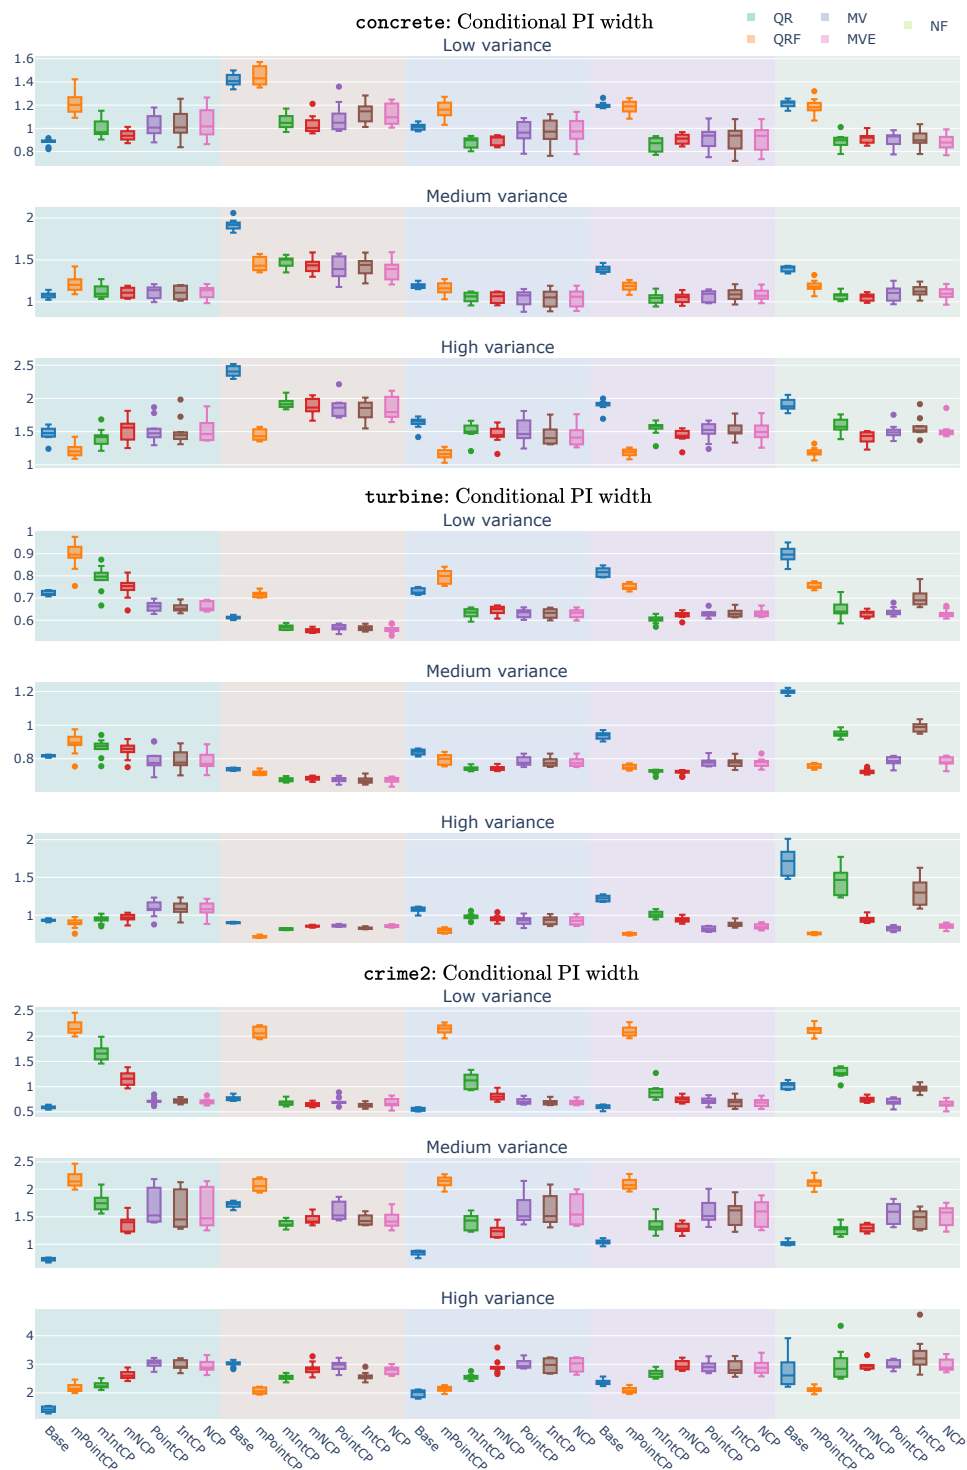 concrete: Conditional PI width
QR
QRF
MV
MVE
NF
Low variance
1.6
1.4
1.2
1
0.8
Medium variance
2
1.5
1
High variance
2.5
2
1.5
1
turbine: Conditional PI width
Low variance
1
0.9
0.8
0.7
0.6
Medium variance
1.2
1
0.8
High variance
2
1.5
1
crime2: Conditional PI width
Low variance
2.5
2
1.5
1
0.5
Medium variance
2.5
2
1.5
1
High variance
4
3
2
Base mPointCP mIntCP mNCP PointCP IntCP NCP Base mPointCP mIntCP mNCP PointCP IntCP NCP Base mPointCP mIntCP mNCP PointCP IntCP NCP Base mPointCP mIntCP mNCP PointCP IntCP NCP Base mPointCP mIntCP mNCP PointCP IntCP NCP